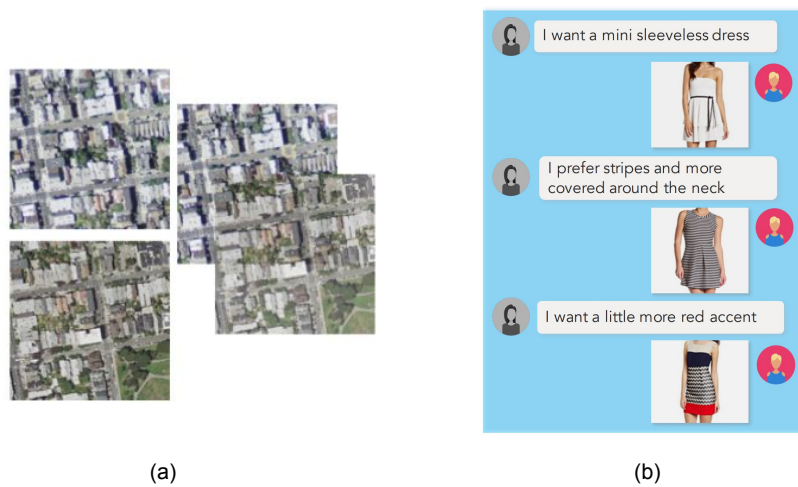 I want a mini sleeveless dress
I prefer stripes and more
covered around the neck
I want a little more red accent
(a)
(b)